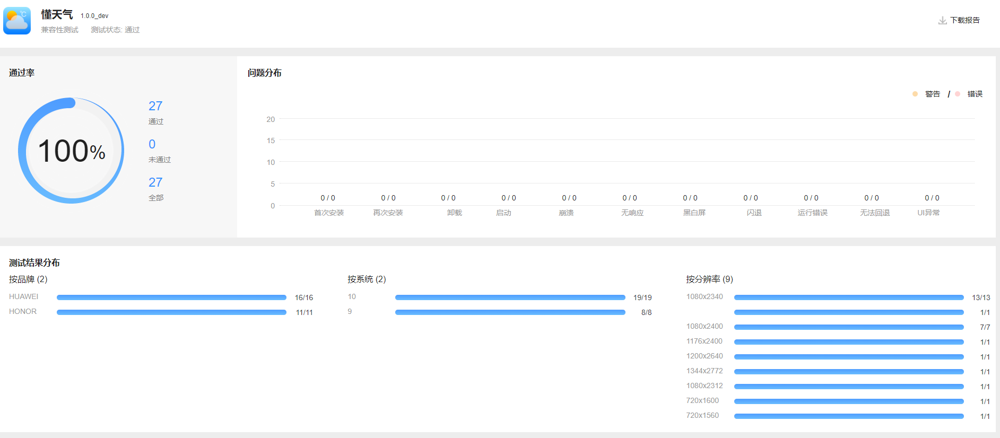 懂天气 1.0.0_dev
兼容性测试 测试状态: 通过
下载报告
通过率
100%
27
通过
0
未通过
27
全部
问题分布
警告 / 错误
20
15
10
5
0
0 / 0 0 / 0 0 / 0 0 / 0 0 / 0 0 / 0 0 / 0 0 / 0 0 / 0 0 / 0 0 / 0
首次安装 再次安装 卸载 启动 崩溃 无响应 黑白屏 闪退 运行错误 无法回退 UI异常
测试结果分布
按品牌 (2)
HUAWEI 16/16
HONOR 11/11
按系统 (2)
10 19/19
9 8/8
按分辨率 (9)
1080x2340 13/13
1/1
1080x2400 7/7
1176x2400 1/1
1200x2640 1/1
1344x2772 1/1
1080x2312 1/1
720x1600 1/1
720x1560 1/1